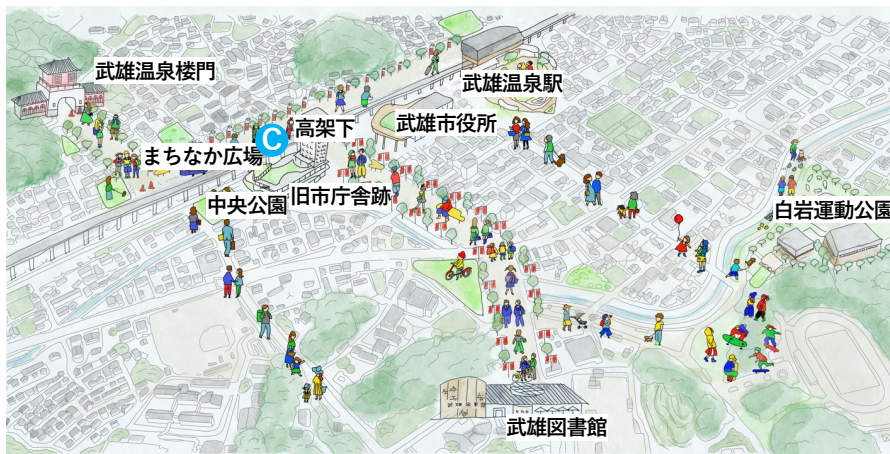 武雄温泉楼門
武雄温泉駅
C
高架下
武雄市役所
まちなか広場
中央公園
旧市庁舎跡
白岩運動公園
武雄図書館